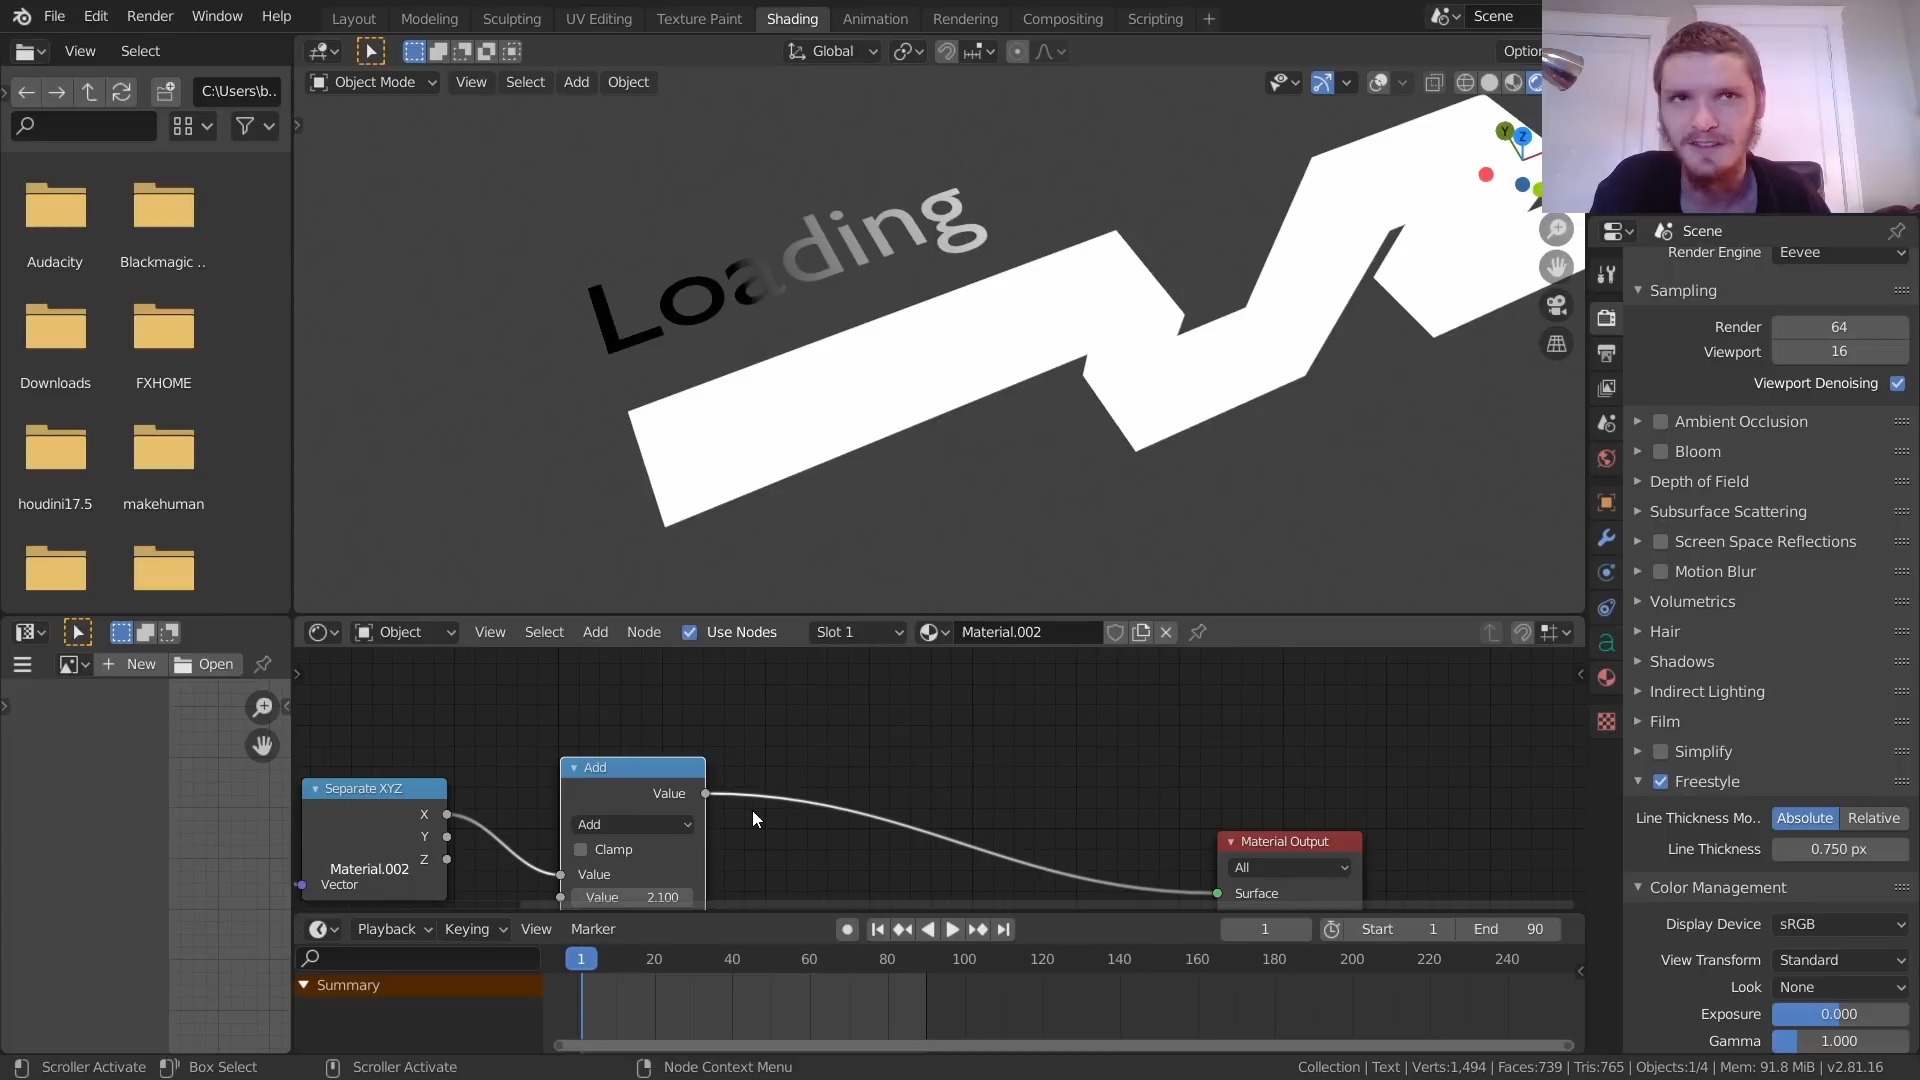 File Edit Render Window Help Layout Modeling Sculpting UV Editing Texture Paint Shading Animation Rendering Compositing Scripting + Scene
View Select Global Optio
C:\Users\b.. Object Mode View Select Add Object
Audacity Blackmagic ..
Downloads FXHOME
houdini17.5 makehuman
Loading
Y Z
Scene
Render Engine Eevee
Sampling
Render 64
Viewport 16
Viewport Denoising
Ambient Occlusion
Bloom
Depth of Field
Subsurface Scattering
Screen Space Reflections
Motion Blur
Volumetrics
Hair
Shadows
Indirect Lighting
Film
Simplify
Freestyle
Line Thickness Mo.. Absolute Relative
Line Thickness 0.750 px
Color Management
Display Device sRGB
View Transform Standard
Look None
Exposure 0.000
Gamma 1.000
Object View Select Add Node Use Nodes Slot 1 Material.002
+ New Open
Separate XYZ
X
Y
Z
Material.002
Vector
Add
Value
Add
Clamp
Value
Value 2.100
Material Output
All
Surface
Playback Keying View Marker 1 Start 1 End 90
1 20 40 60 80 100 120 140 160 180 200 220 240
Summary
Scroller Activate Box Select Scroller Activate Node Context Menu Collection | Text | Verts:1,494 | Faces:739 | Tris:765 | Objects:1/4 | Mem: 91.8 MiB | v2.81.16